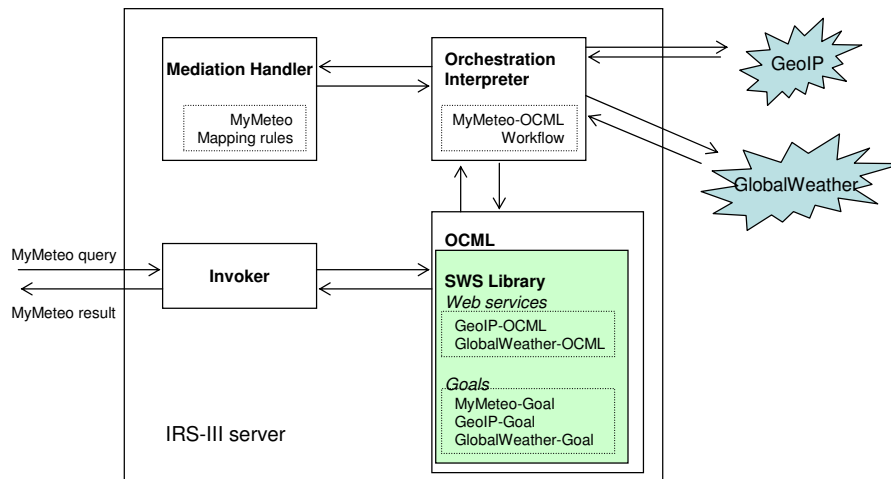 Mediation Handler
MyMeteo
Mapping rules
Orchestration
Interpreter
MyMeteo-OCML
Workflow
GeoIP
GlobalWeather
MyMeteo query
MyMeteo result
Invoker
OCML
SWS Library
Web services
GeoIP-OCML
GlobalWeather-OCML
Goals
MyMeteo-Goal
GeoIP-Goal
GlobalWeather-Goal
IRS-III server